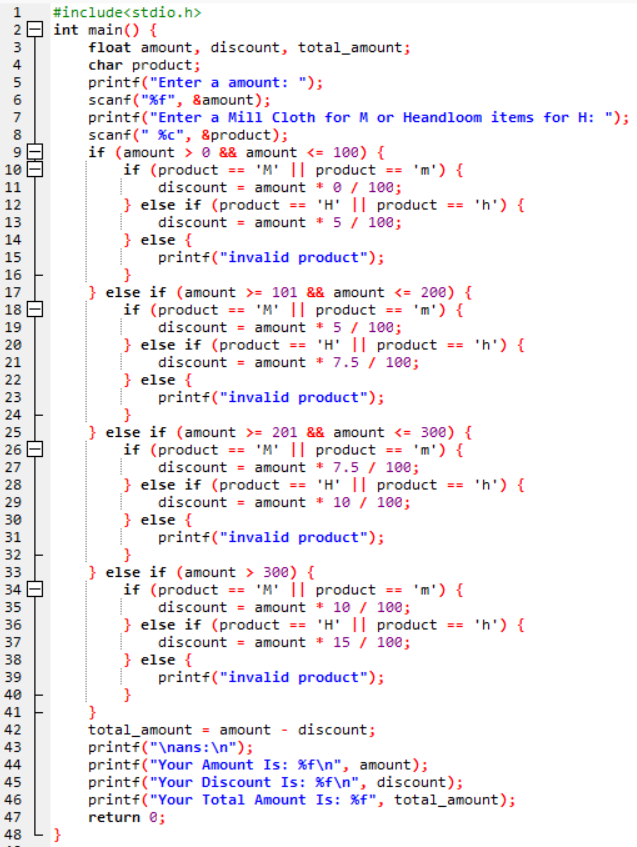 1 #include<stdio.h>
2 int main() {
3 float amount, discount, total_amount;
4 char product;
5 printf("Enter a amount: ");
6 scanf("%f", &amount);
7 printf("Enter a Mill Cloth for M or Heandloom items for H: ");
8 scanf(" %c", &product);
9 if (amount > 0 && amount <= 100) {
10 if (product == 'M' || product == 'm') {
11 discount = amount * 0 / 100;
12 } else if (product == 'H' || product == 'h') {
13 discount = amount * 5 / 100;
14 } else {
15 printf("invalid product");
16 }
17 } else if (amount >= 101 && amount <= 200) {
18 if (product == 'M' || product == 'm') {
19 discount = amount * 5 / 100;
20 } else if (product == 'H' || product == 'h') {
21 discount = amount * 7.5 / 100;
22 } else {
23 printf("invalid product");
24 }
25 } else if (amount >= 201 && amount <= 300) {
26 if (product == 'M' || product == 'm') {
27 discount = amount * 7.5 / 100;
28 } else if (product == 'H' || product == 'h') {
29 discount = amount * 10 / 100;
30 } else {
31 printf("invalid product");
32 }
33 } else if (amount > 300) {
34 if (product == 'M' || product == 'm') {
35 discount = amount * 10 / 100;
36 } else if (product == 'H' || product == 'h') {
37 discount = amount * 15 / 100;
38 } else {
39 printf("invalid product");
40 }
41 }
42 total_amount = amount - discount;
43 printf("\nans:\n");
44 printf("Your Amount Is: %f\n", amount);
45 printf("Your Discount Is: %f\n", discount);
46 printf("Your Total Amount Is: %f", total_amount);
47 return 0;
48 }